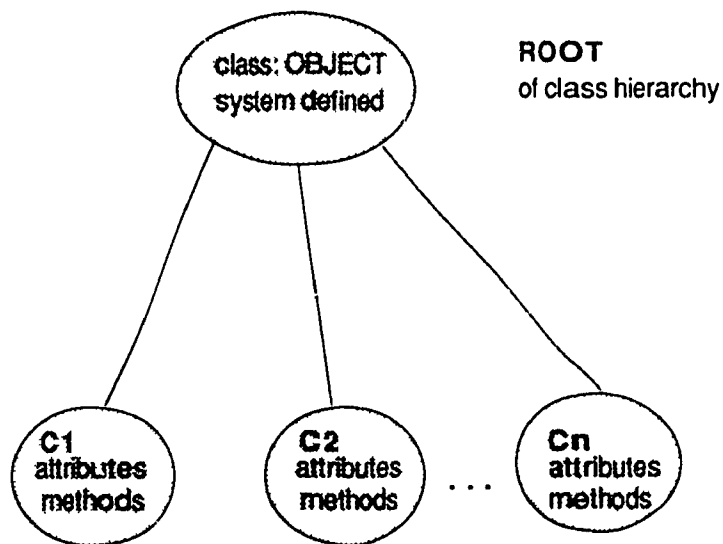 class: OBJECT
system defined
ROOT
of class hierarchy
C1
attributes
methods
C2
attributes
methods
. . .
Cn
attributes
methods